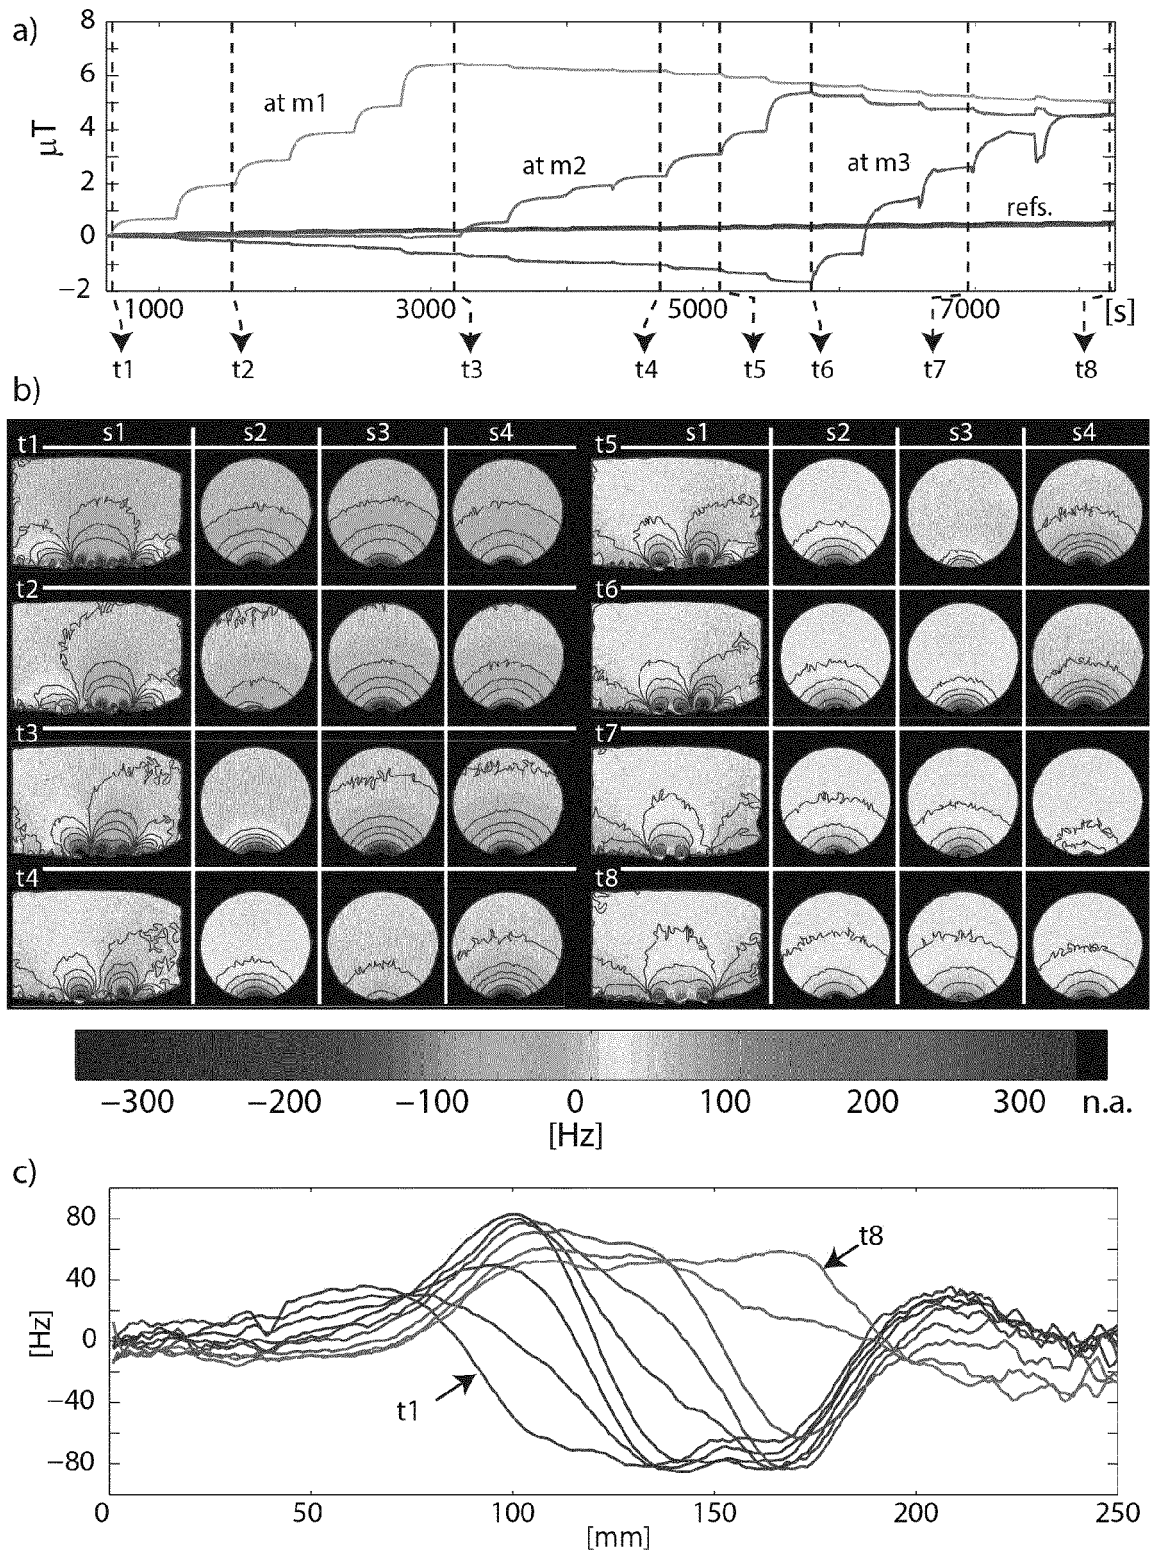 a)
μT
8
6
4
2
0
−2
at m1
at m2
at m3
refs.
1000 3000 5000 7000 [s]
t1 t2 t3 t4 t5 t6 t7 t8
b)
t1 s1 s2 s3 s4 t5 s1 s2 s3 s4
t2 t6
t3 t7
t4 t8
−300 −200 −100 0 100 200 300 n.a.
[Hz]
c)
[Hz]
80
40
0
−40
−80
t8
t1
0 50 100 150 200 250
[mm]